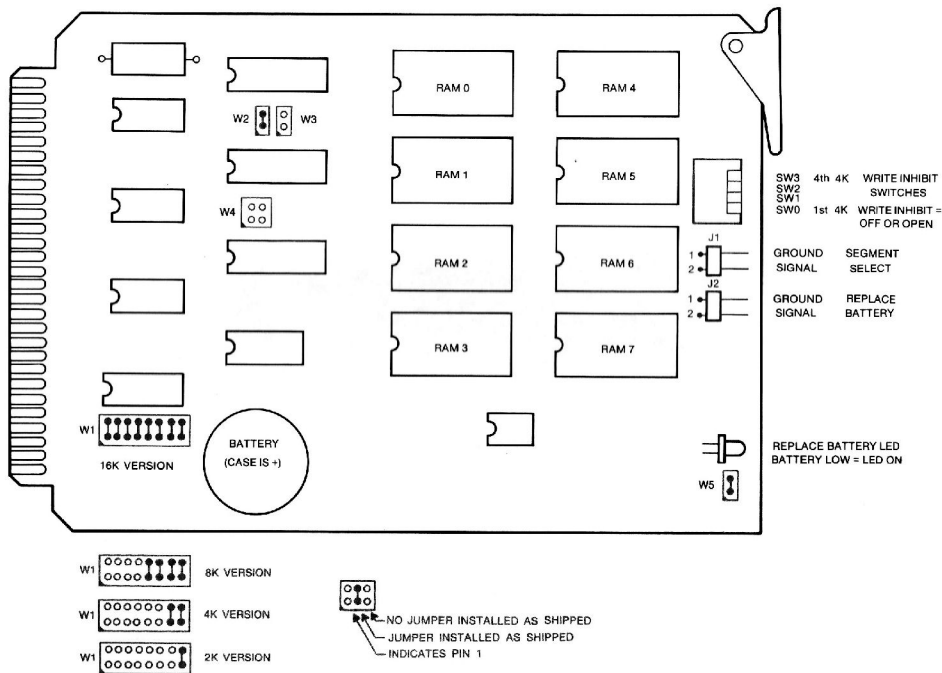 RAM 0
RAM 4
W2
W3
RAM 1
RAM 5
SW3 4th 4K WRITE INHIBIT
SW2 SWITCHES
SW1
SW0 1st 4K WRITE INHIBIT =
OFF OR OPEN
W4
J1
1 GROUND SEGMENT
2 SIGNAL SELECT
RAM 2
RAM 6
J2
1 GROUND REPLACE
2 SIGNAL BATTERY
RAM 3
RAM 7
W1
16K VERSION
BATTERY
(CASE IS +)
REPLACE BATTERY LED
BATTERY LOW = LED ON
W5
W1 8K VERSION
W1 4K VERSION
W1 2K VERSION
NO JUMPER INSTALLED AS SHIPPED
JUMPER INSTALLED AS SHIPPED
INDICATES PIN 1